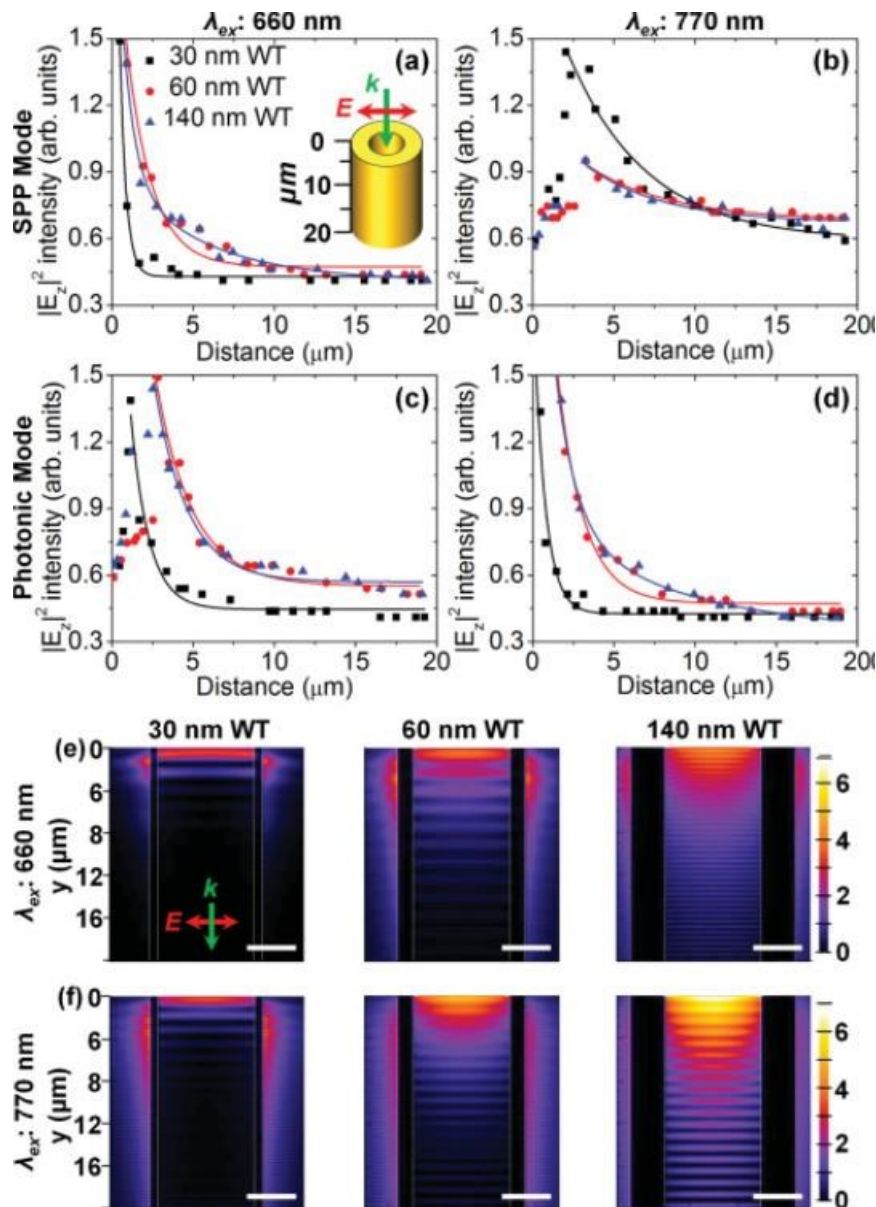 λex: 660 nm λex: 770 nm
SPP Mode
|Ez|² intensity (arb. units)
1.5
1.2
0.9
0.6
0.3
30 nm WT
60 nm WT
140 nm WT
(a)
k
E
μm
0
10
20
0 5 10 15 20
Distance (μm)
|Ez|² intensity (arb. units)
1.5
1.2
0.9
0.6
0.3
(b)
0 5 10 15 200
Distance (μm)
Photonic Mode
|Ez|² intensity (arb. units)
1.5
1.2
0.9
0.6
0.3
(c)
0 5 10 15 20
Distance (μm)
|Ez|² intensity (arb. units)
1.5
1.2
0.9
0.6
0.3
(d)
0 5 10 15 200
Distance (μm)
30 nm WT 60 nm WT 140 nm WT
(e)
λex: 660 nm
y (μm)
0
4
8
12
16
k
E
6
4
2
0
(f)
λex: 770 nm
y (μm)
0
4
8
12
16
6
4
2
0